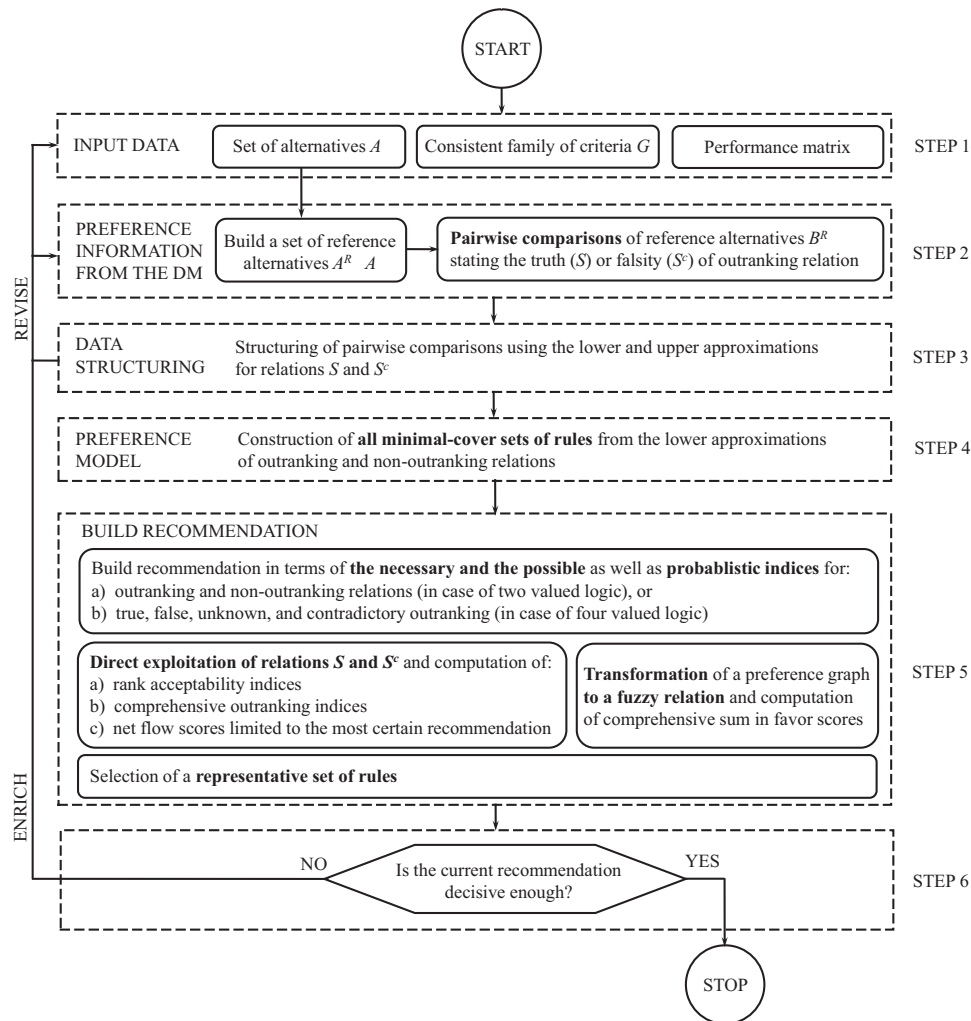 START
INPUT DATA
Set of alternatives A
Consistent family of criteria G
Performance matrix
STEP 1
PREFERENCE
INFORMATION
FROM THE DM
Build a set of reference
alternatives Aᴿ A
Pairwise comparisons of reference alternatives Bᴿ
stating the truth (S) or falsity (Sᶜ) of outranking relation
STEP 2
REVISE
DATA
STRUCTURING
Structuring of pairwise comparisons using the lower and upper approximations
for relations S and Sᶜ
STEP 3
PREFERENCE
MODEL
Construction of all minimal-cover sets of rules from the lower approximations
of outranking and non-outranking relations
STEP 4
BUILD RECOMMENDATION
Build recommendation in terms of the necessary and the possible as well as probablistic indices for:
a) outranking and non-outranking relations (in case of two valued logic), or
b) true, false, unknown, and contradictory outranking (in case of four valued logic)
Direct exploitation of relations S and Sᶜ and computation of:
a) rank acceptability indices
b) comprehensive outranking indices
c) net flow scores limited to the most certain recommendation
Transformation of a preference graph
to a fuzzy relation and computation
of comprehensive sum in favor scores
STEP 5
Selection of a representative set of rules
ENRICH
NO
Is the current recommendation
decisive enough?
YES
STEP 6
STOP